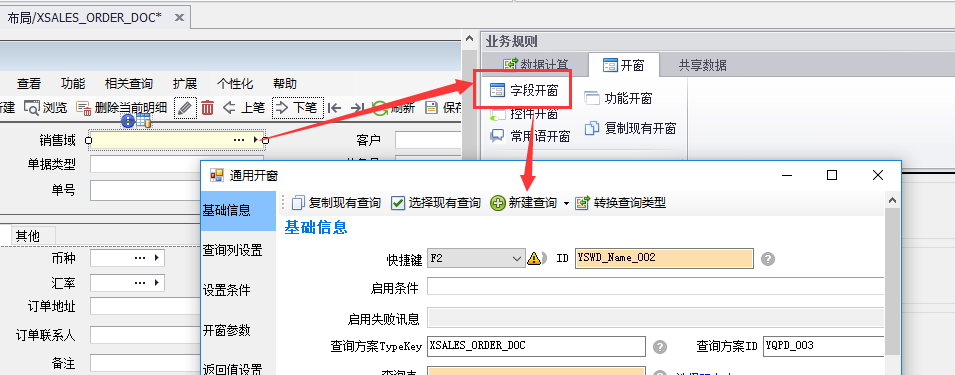 布局/XSALES_ORDER_DOC*
查看 功能 相关查询 扩展 个性化 帮助
建 浏览 删除当前明细 上笔 下笔 刷新 保存
销售域 客户
单据类型
单号
其他
币种
汇率
订单地址
订单联系人
备注
业务规则
数据计算 开窗 共享数据
字段开窗 功能开窗
控件开窗 复制现有开窗
常用语开窗
通用开窗
复制现有查询 选择现有查询 新建查询 转换查询类型
基础信息
查询列设置
设置条件
开窗参数
返回值设置
基础信息
快捷键 F2 ID YSWD_Name_002
启用条件
启用失败讯息
查询方案TypeKey XSALES_ORDER_DOC 查询方案ID YQPD_003